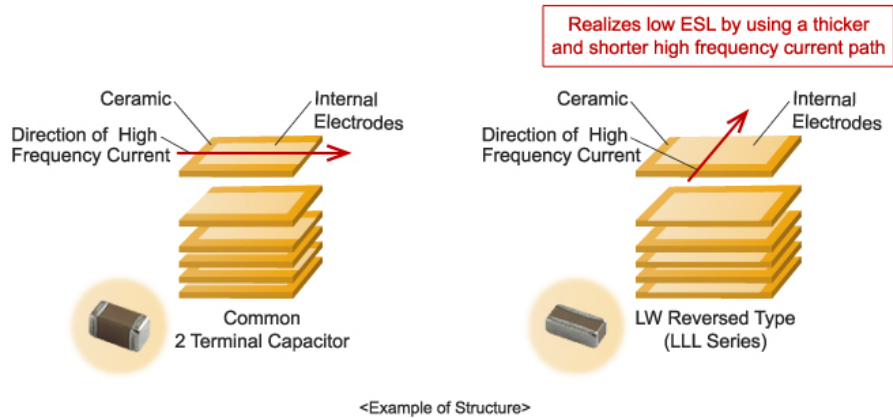 Realizes low ESL by using a thicker
and shorter high frequency current path
Ceramic
Internal
Electrodes
Direction of High
Frequency Current
Common
2 Terminal Capacitor
Ceramic
Internal
Electrodes
Direction of High
Frequency Current
LW Reversed Type
(LLL Series)
<Example of Structure>